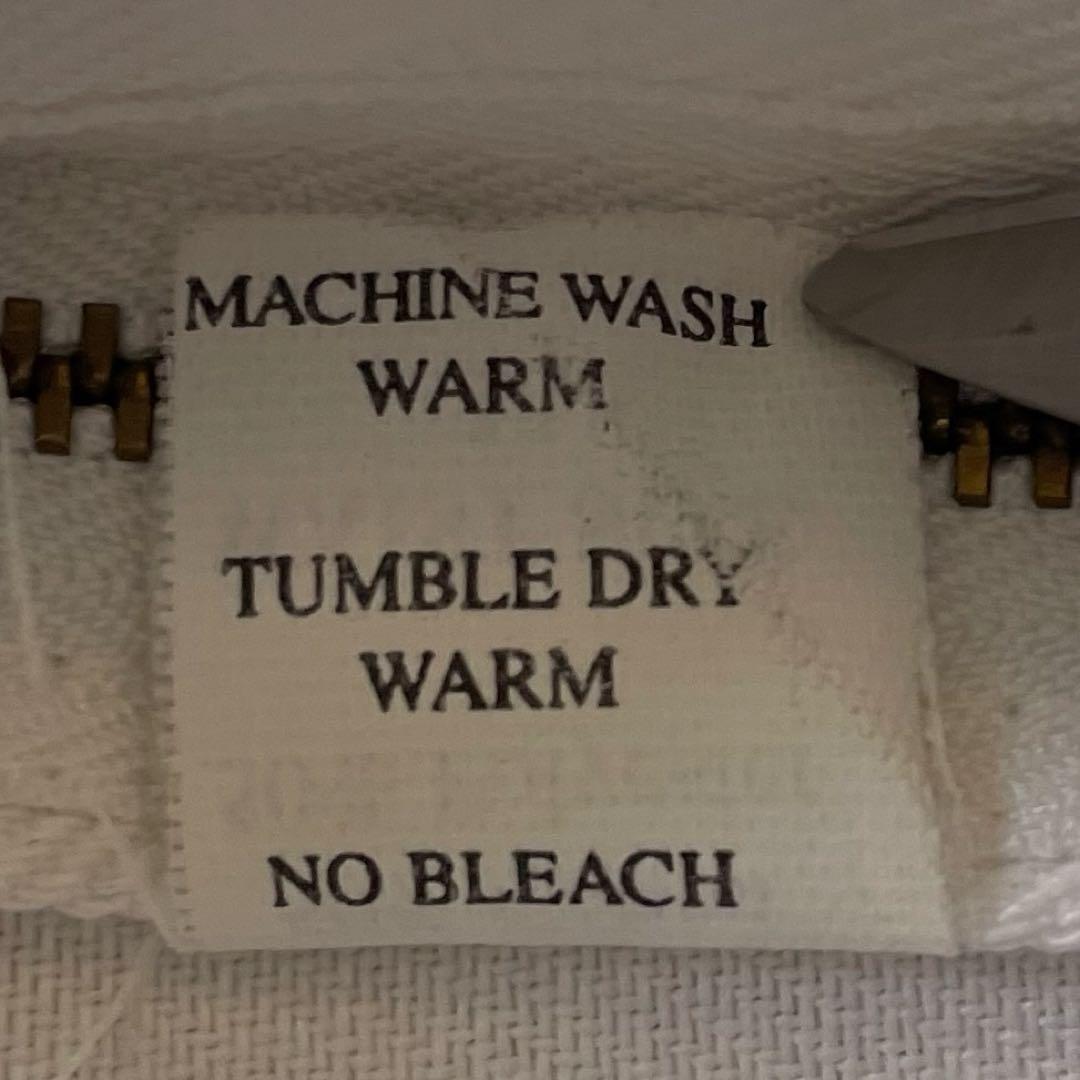 MACHINE WASH
WARM
TUMBLE DRY
WARM
NO BLEACH